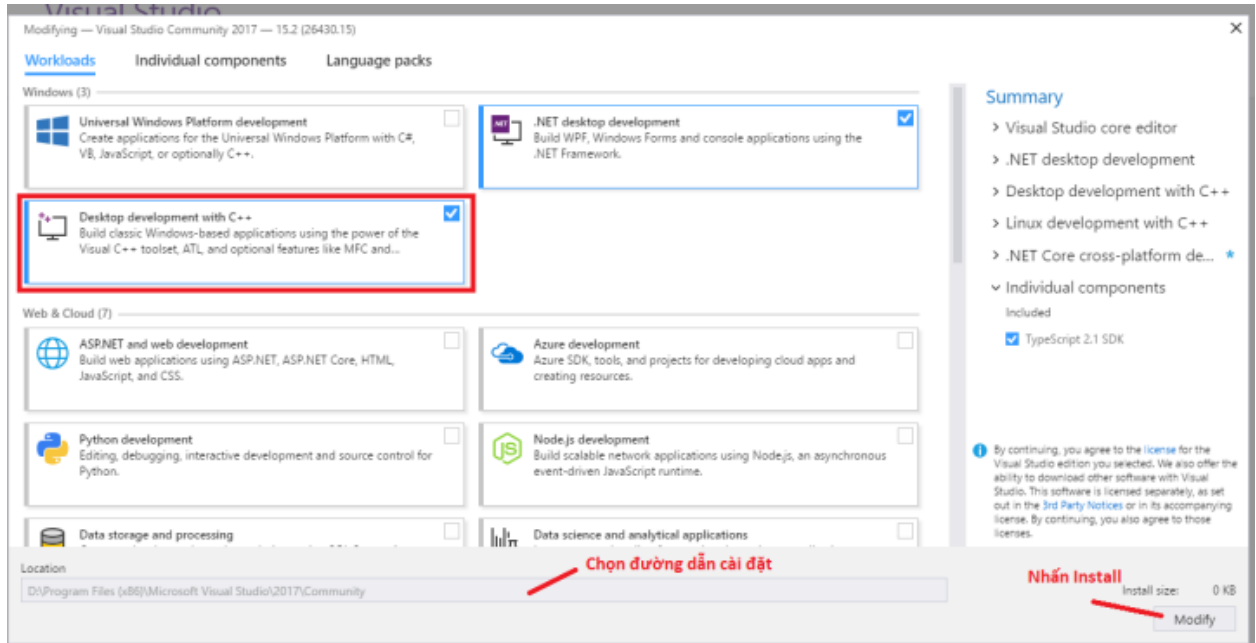 Visual Studio
Modifying — Visual Studio Community 2017 — 15.2 (26430.15)
Workloads
Individual components
Language packs
Windows (3)
Universal Windows Platform development
Create applications for the Universal Windows Platform with C#,
VB, JavaScript, or optionally C++.
.NET desktop development
Build WPF, Windows Forms and console applications using the
.NET Framework.
Desktop development with C++
Build classic Windows-based applications using the power of the
Visual C++ toolset, ATL, and optional features like MFC and...
Web & Cloud (7)
ASP.NET and web development
Build web applications using ASP.NET, ASP.NET Core, HTML,
JavaScript, and CSS.
Azure development
Azure SDK, tools, and projects for developing cloud apps and
creating resources.
Python development
Editing, debugging, interactive development and source control for
Python.
Node.js development
Build scalable network applications using Node.js, an asynchronous
event-driven JavaScript runtime.
Data storage and processing
Data science and analytical applications
Summary
> Visual Studio core editor
> .NET desktop development
> Desktop development with C++
> Linux development with C++
> .NET Core cross-platform de... *
Individual components
Included
TypeScript 2.1 SDK
By continuing, you agree to the license for the
Visual Studio edition you selected. We also offer the
ability to download other software with Visual
Studio. This software is licensed separately, as set
out in the 3rd Party Notices or in its accompanying
license. By continuing, you also agree to those
licenses.
Location
Chọn đường dẫn cài đặt
D:\Program Files (x86)\Microsoft Visual Studio\2017\Community
Nhấn Install
Install size: 0 KB
Modify